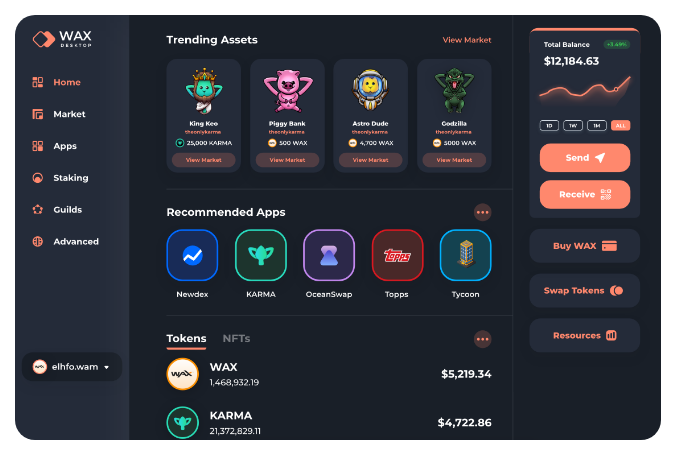 WAX
DESKTOP
Home
Market
Apps
Staking
Guilds
Advanced
elhfo.wam
Trending Assets
View Market
King Keo
theonlykarma
25,000 KARMA
View Market
Piggy Bank
theonlykarma
500 WAX
View Market
Astro Dude
theonlykarma
4,700 WAX
View Market
Godzilla
theonlykarma
5000 WAX
View Market
Recommended Apps
Newdex
KARMA
OceanSwap
Topps
Topps
Tycoon
Tokens NFTs
WAX
WAX
1,468,932.19
$5,219.34
KARMA
21,372,829.11
$4,722.86
Total Balance
+3.49%
$12,184.63
1D 1W 1M ALL
Send
Receive
Buy WAX
Swap Tokens
Resources